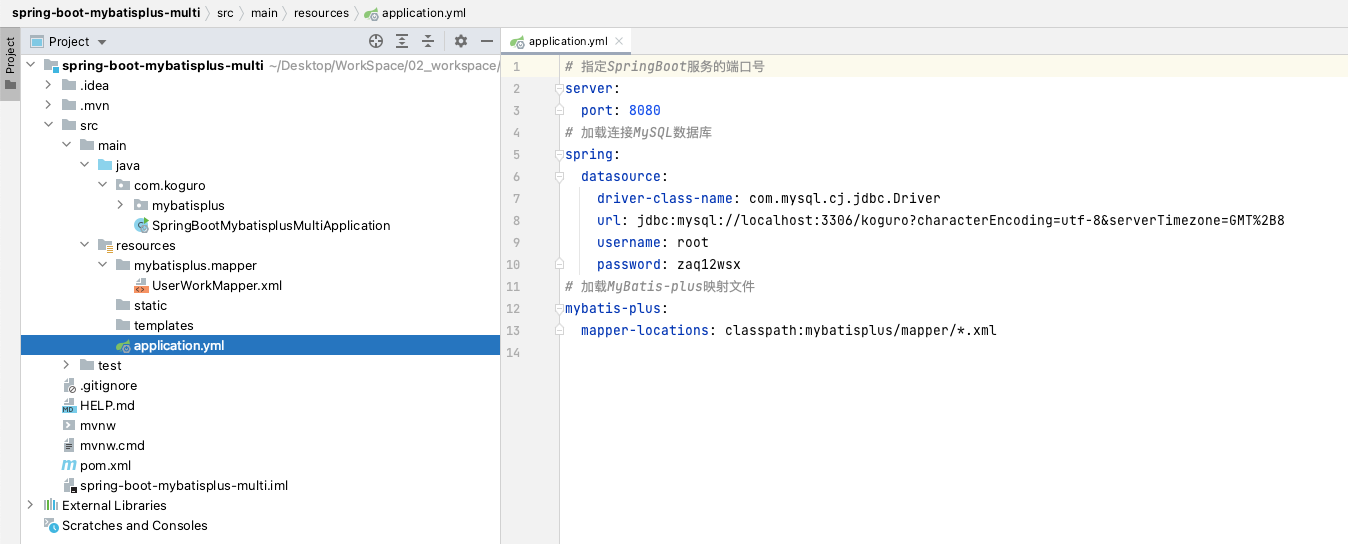 spring-boot-mybatisplus-multi src main resources application.yml
Project
Project
spring-boot-mybatisplus-multi ~/Desktop/WorkSpace/02_workspace/
.idea
.mvn
src
main
java
com.koguro
mybatisplus
SpringBootMybatisplusMultiApplication
resources
mybatisplus.mapper
UserWorkMapper.xml
static
templates
application.yml
test
.gitignore
HELP.md
mvnw
mvnw.cmd
pom.xml
spring-boot-mybatisplus-multi.iml
External Libraries
Scratches and Consoles
application.yml
1 # 指定SpringBoot服务的端口号
2 server:
3 port: 8080
4 # 加载连接MySQL数据库
5 spring:
6 datasource:
7 driver-class-name: com.mysql.cj.jdbc.Driver
8 url: jdbc:mysql://localhost:3306/koguro?characterEncoding=utf-8&serverTimezone=GMT%2B8
9 username: root
10 password: zaq12wsx
11 # 加载MyBatis-plus映射文件
12 mybatis-plus:
13 mapper-locations: classpath:mybatisplus/mapper/*.xml
14